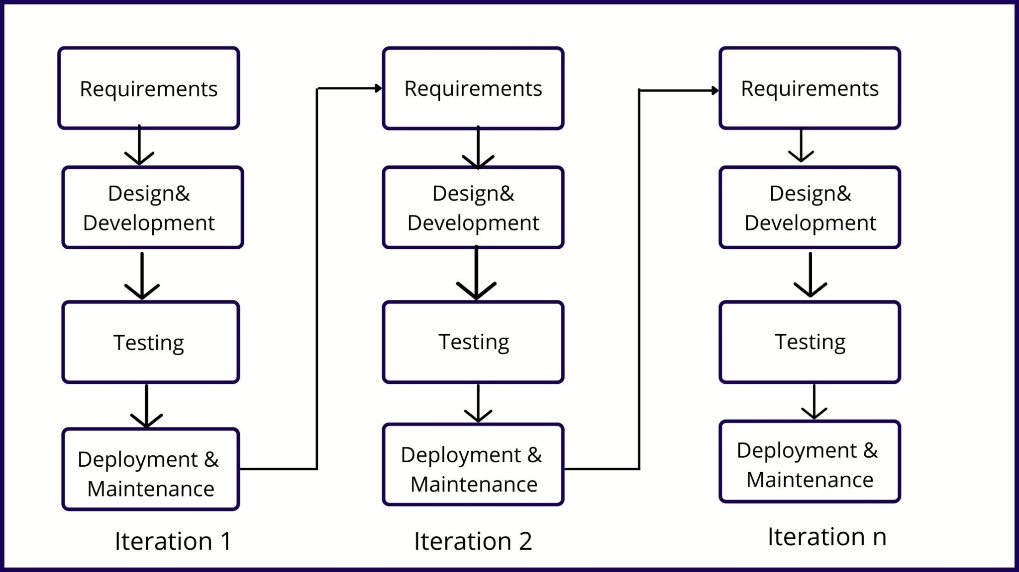 Requirements
Design&
Development
Testing
Deployment &
Maintenance
Iteration 1
Requirements
Design&
Development
Testing
Deployment &
Maintenance
Iteration 2
Requirements
Design&
Development
Testing
Deployment &
Maintenance
Iteration n